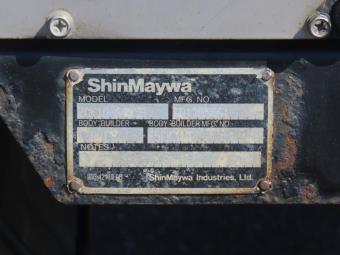 ShinMaywa
MODEL MFG. NO.
BODY BUILDER BODY BUILDER MFG. NO.
NOTES
ShinMaywa Industries, Ltd.